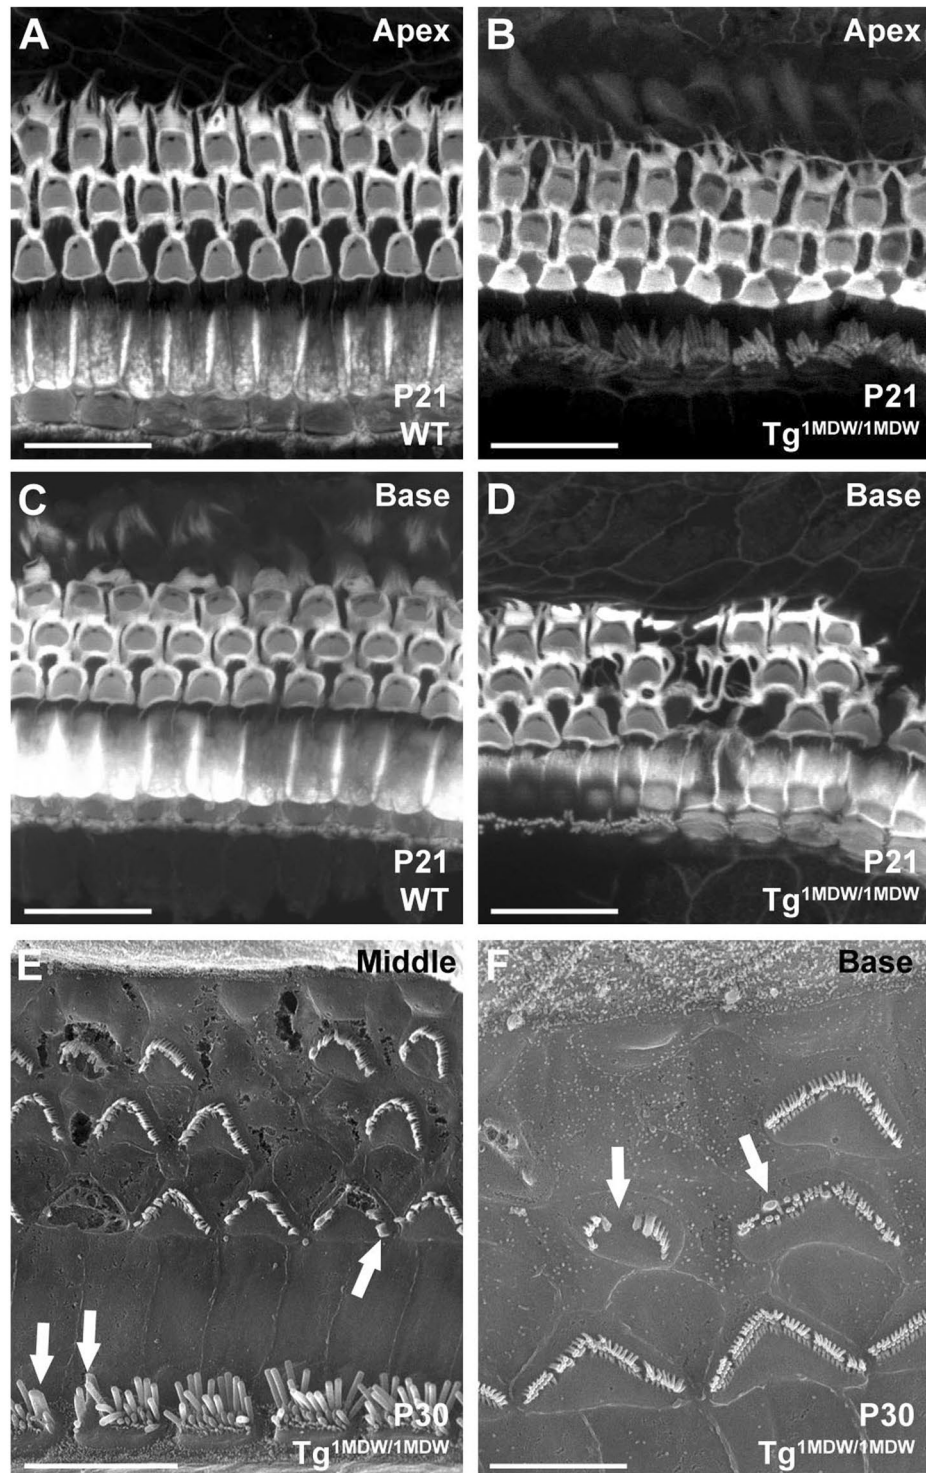 A Apex
P21
WT
B Apex
P21
Tg1MDW/1MDW
C Base
P21
WT
D Base
P21
Tg1MDW/1MDW
E Middle
P30
Tg1MDW/1MDW
F Base
P30
Tg1MDW/1MDW